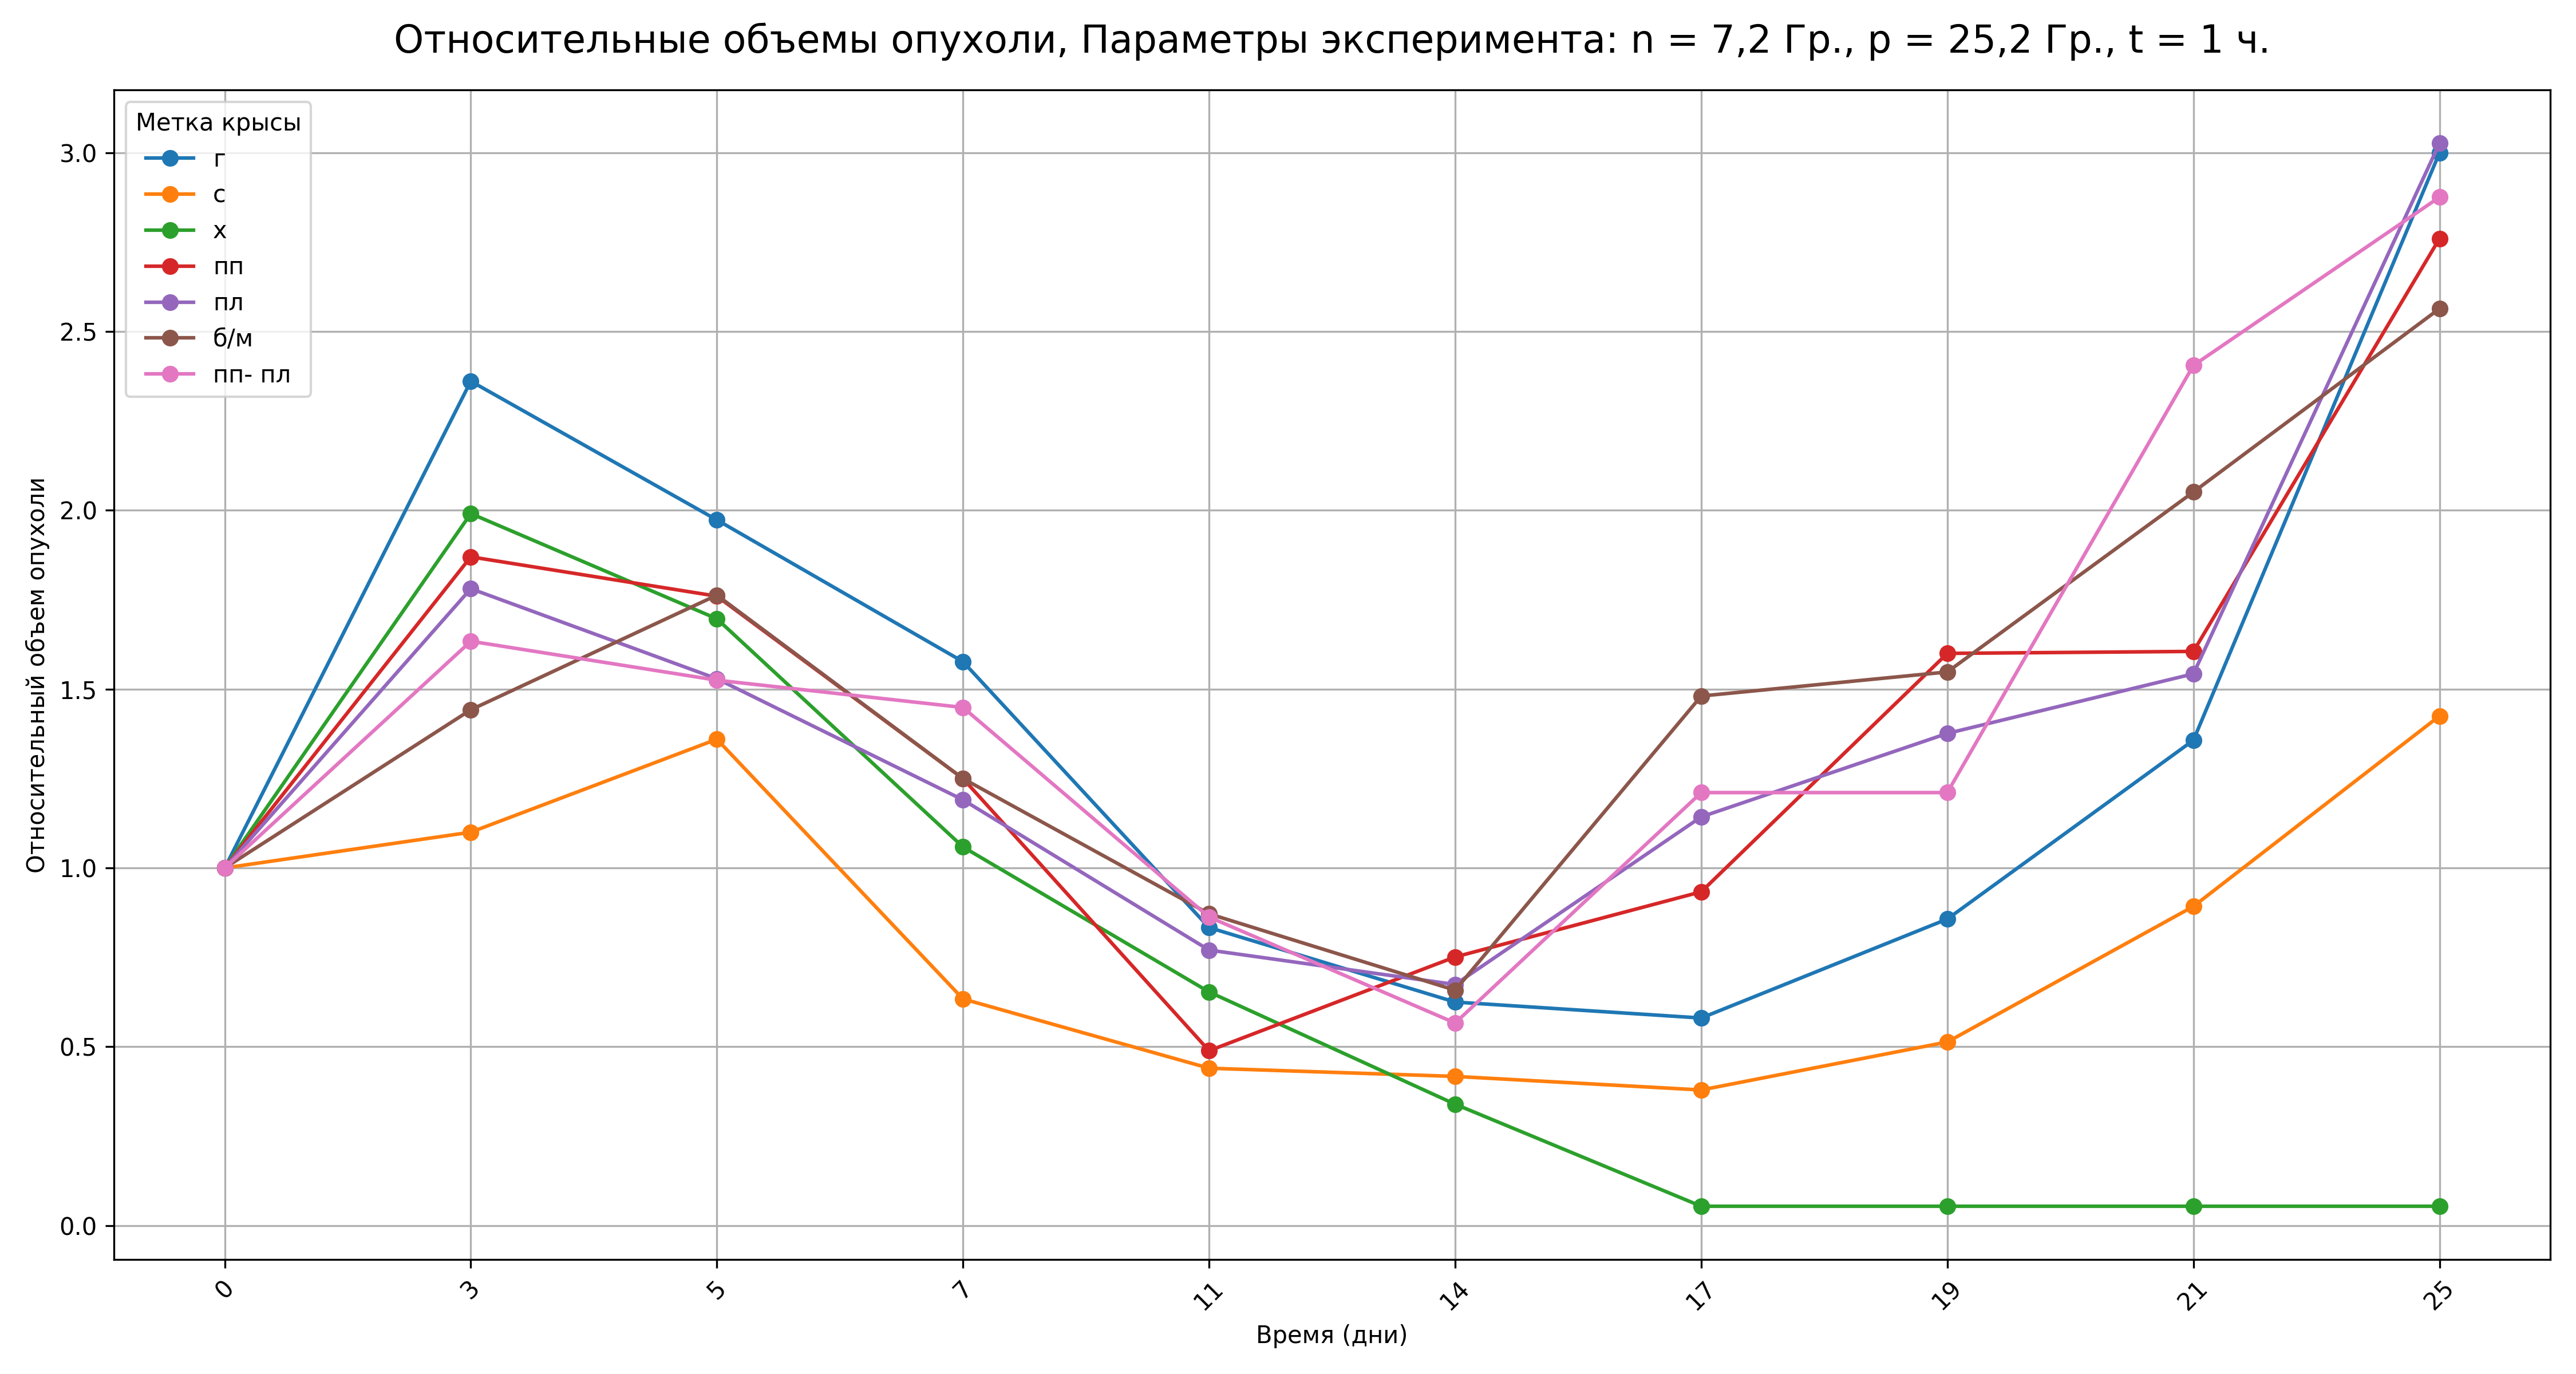 Относительные объемы опухоли, Параметры эксперимента: n = 7,2 Гр., p = 25,2 Гр., t = 1 ч.
Метка крысы
г
с
х
пп
пл
б/м
пп- пл
Относительный объем опухоли
3.0
2.5
2.0
1.5
1.0
0.5
0.0
0 3 5 7 11 14 17 19 21 25
Время (дни)